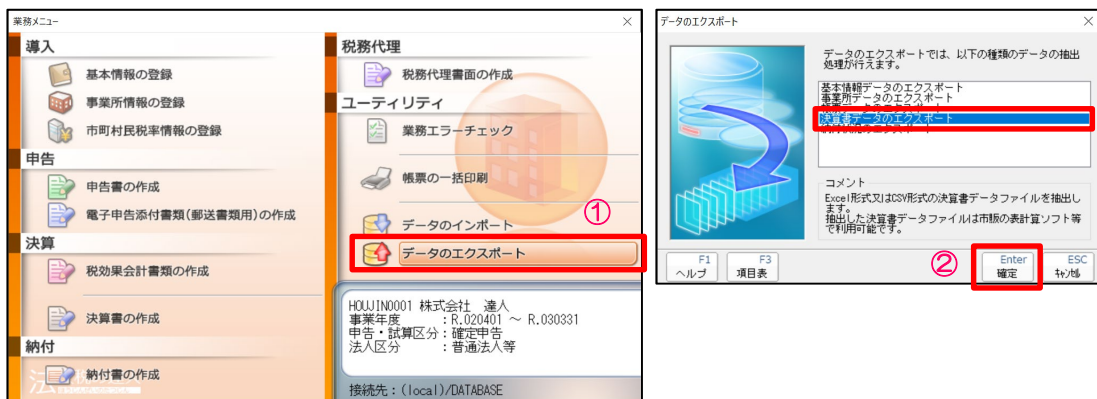 業務メニュー
導入
基本情報の登録
事業所情報の登録
市町村民税率情報の登録
申告
申告書の作成
電子申告添付書類(郵送書類用)の作成
決算
税効果会計書類の作成
決算書の作成
納付
納付書の作成
税務代理
税務代理書面の作成
ユーティリティ
業務エラーチェック
帳票の一括印刷
データのインポート
①
データのエクスポート
HOUJIN0001 株式会社 達人
事業年度 :R.020401 ～ R.030331
申告・試算区分:確定申告
法人区分 :普通法人等
接続先:(local)/DATABASE
データのエクスポート
データのエクスポートでは、以下の種類のデータの抽出
処理が行えます。
基本情報データのエクスポート
事業所データのエクスポート
決算書データのエクスポート
コメント
Excel形式又はCSV形式の決算書データファイルを抽出し
ます。
抽出した決算書データファイルは市販の表計算ソフト等
で利用可能です。
F1
ヘルプ
F3
項目表
②
Enter
確定
ESC
キャンセル